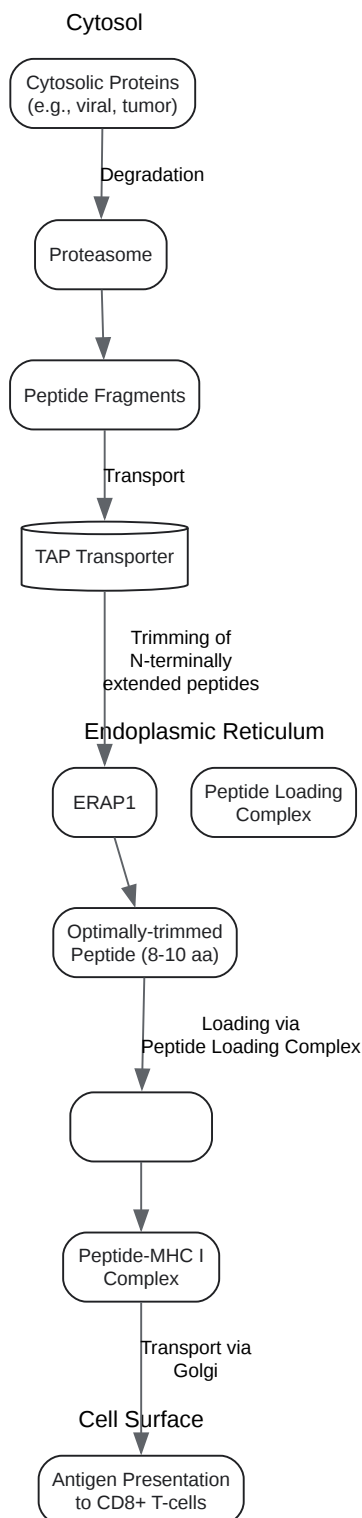 Cytosol
Cytosolic Proteins
(e.g., viral, tumor)
Degradation
Proteasome
Peptide Fragments
Transport
TAP Transporter
Trimming of
N-terminally
extended peptides
Endoplasmic Reticulum
ERAP1
Peptide Loading
Complex
Optimally-trimmed
Peptide (8-10 aa)
Loading via
Peptide Loading Complex
Peptide-MHC I
Complex
Transport via
Golgi
Cell Surface
Antigen Presentation
to CD8+ T-cells